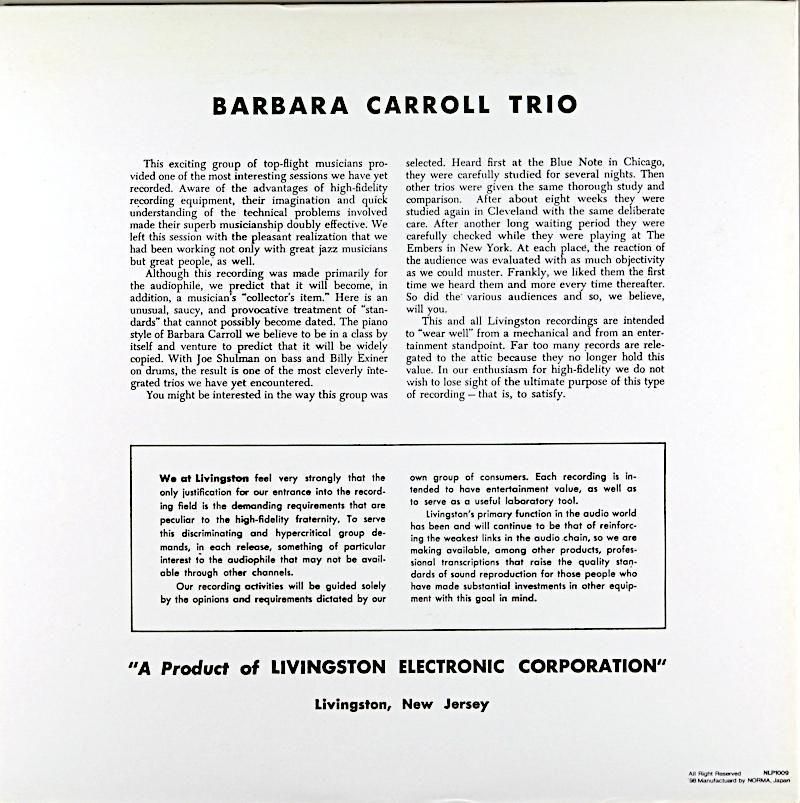 BARBARA CARROLL TRIO
This exciting group of top-flight musicians pro-
vided one of the most interesting sessions we have yet
recorded. Aware of the advantages of high-fidelity
recording equipment, their imagination and quick
understanding of the technical problems involved
made their superb musicianship doubly effective. We
left this session with the pleasant realization that we
had been working not only with great jazz musicians
but great people, as well.
Although this recording was made primarily for
the audiophile, we predict that it will become, in
addition, a musician's "collector's item." Here is an
unusual, saucy, and provocative treatment of "stan-
dards" that cannot possibly become dated. The piano
style of Barbara Carroll we believe to be in a class by
itself and venture to predict that it will be widely
copied. With Joe Shulman on bass and Billy Exiner
on drums, the result is one of the most cleverly inte-
grated trios we have yet encountered.
You might be interested in the way this group was
selected. Heard first at the Blue Note in Chicago,
they were carefully studied for several nights. Then
other trios were given the same thorough study and
comparison. After about eight weeks they were
studied again in Cleveland with the same deliberate
care. After another long waiting period they were
carefully checked while they were playing at The
Embers in New York. At each place, the reaction of
the audience was evaluated with as much objectivity
as we could muster. Frankly, we liked them the first
time we heard them and more every time thereafter.
So did the various audiences and so, we believe,
will you.
This and all Livingston recordings are intended
to "wear well" from a mechanical and from an enter-
tainment standpoint. Far too many records are rele-
gated to the attic because they no longer hold this
value. In our enthusiasm for high-fidelity we do not
wish to lose sight of the ultimate purpose of this type
of recording — that is, to satisfy.
We at Livingston feel very strongly that the
only justification for our entrance into the record-
ing field is the demanding requirements that are
peculiar to the high-fidelity fraternity. To serve
this discriminating and hypercritical group de-
mands, in each release, something of particular
interest to the audiophile that may not be avail-
able through other channels.
Our recording activities will be guided solely
by the opinions and requirements dictated by our
own group of consumers. Each recording is in-
tended to have entertainment value, as well as
to serve as a useful laboratory tool.
Livingston's primary function in the audio world
has been and will continue to be that of reinforc-
ing the weakest links in the audio chain, so we are
making available, among other products, profes-
sional transcriptions that raise the quality stan-
dards of sound reproduction for those people who
have made substantial investments in other equip-
ment with this goal in mind.
"A Product of LIVINGSTON ELECTRONIC CORPORATION"
Livingston, New Jersey
All Right Reserved NLP1009
'98 Manufactuard by NORMA, Japan